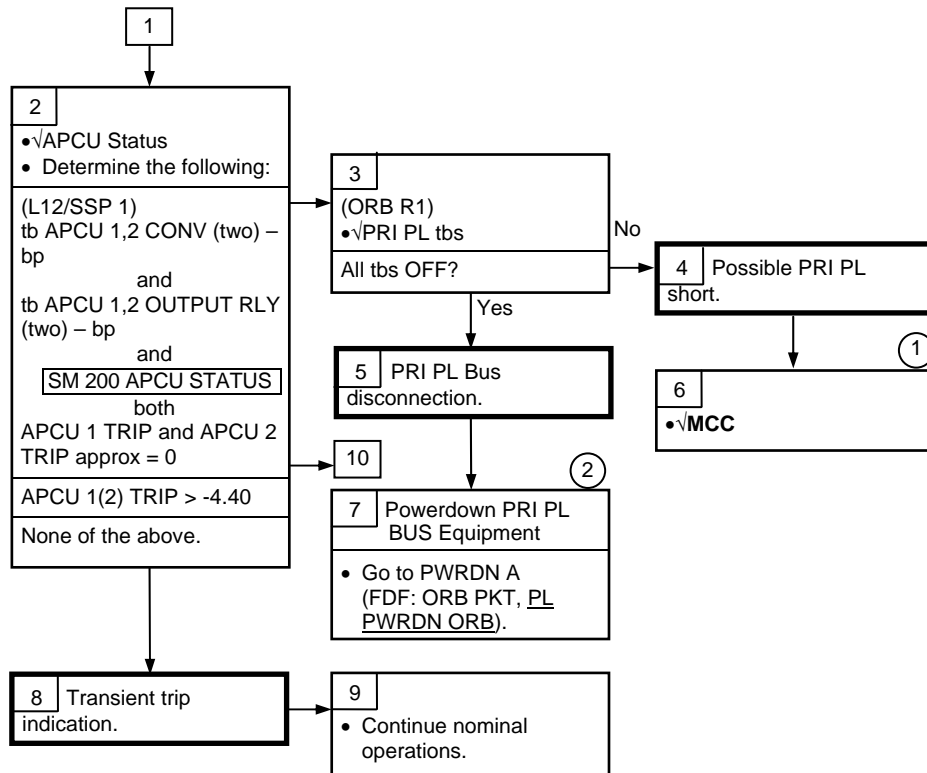 1
2
•√APCU Status
• Determine the following:
(L12/SSP 1)
tb APCU 1,2 CONV (two) –
bp
and
tb APCU 1,2 OUTPUT RLY
(two) – bp
and
SM 200 APCU STATUS
both
APCU 1 TRIP and APCU 2
TRIP approx = 0
APCU 1(2) TRIP > -4.40
None of the above.
3
(ORB R1)
•√PRI PL tbs
All tbs OFF?
No
Yes
4 Possible PRI PL
short.
1
6
•√MCC
5 PRI PL Bus
disconnection.
10
2
7 Powerdown PRI PL
BUS Equipment
• Go to PWRDN A
(FDF: ORB PKT, PL
PWRDN ORB).
8 Transient trip
indication.
9
• Continue nominal
operations.